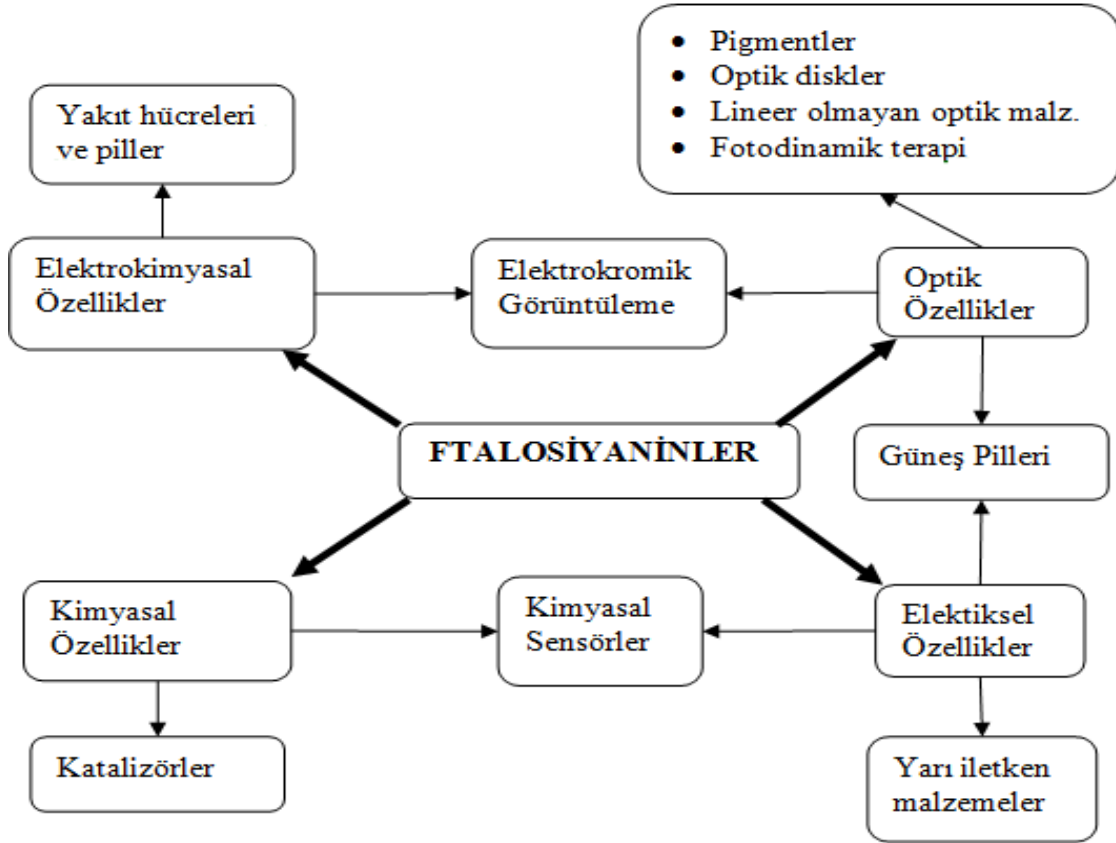 • Pigmentler
• Optik diskler
• Lineer olmayan optik malz.
• Fotodinamik terapi
Yakıt hücreleri
ve piller
Elektrokimyasal
Özellikler
Elektrokromik
Görüntüleme
Optik
Özellikler
FTALOSİYANİNLER
Güneş Pilleri
Kimyasal
Özellikler
Kimyasal
Sensörler
Elektiksel
Özellikler
Katalizörler
Yarı iletken
malzemeler